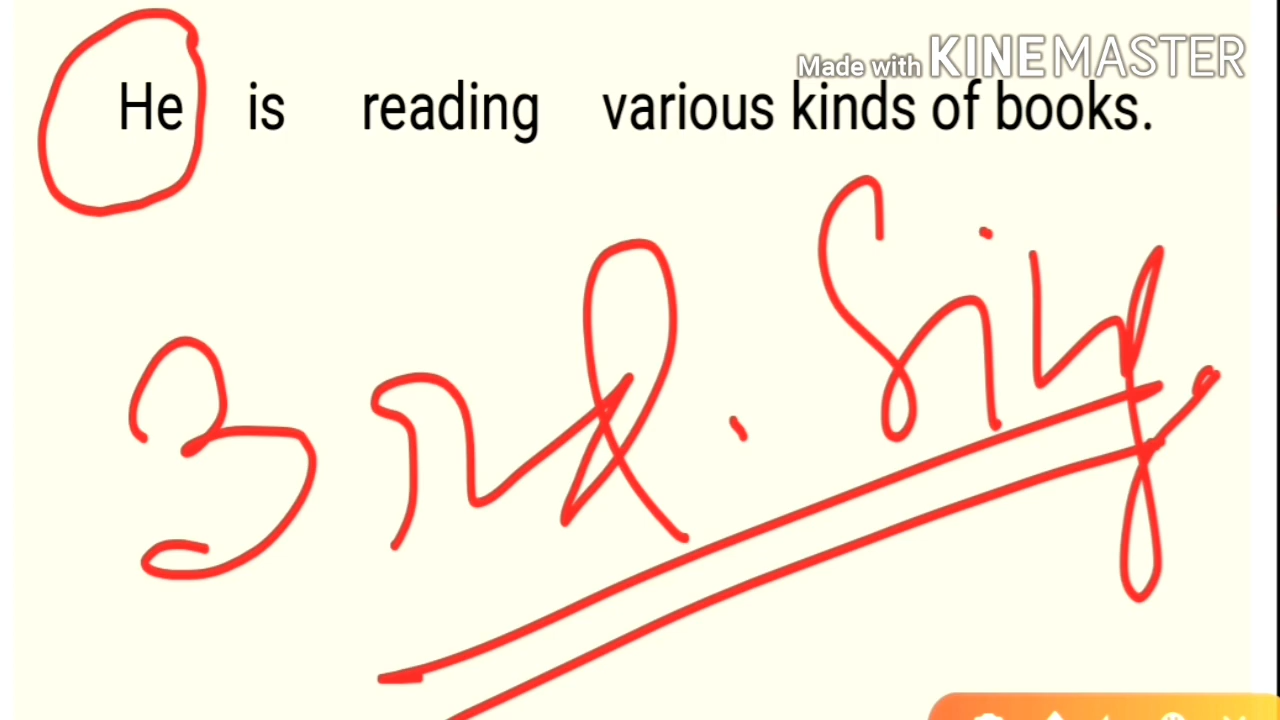 Made with KINEMASTER
He is reading various kinds of books.
3rd. Sing